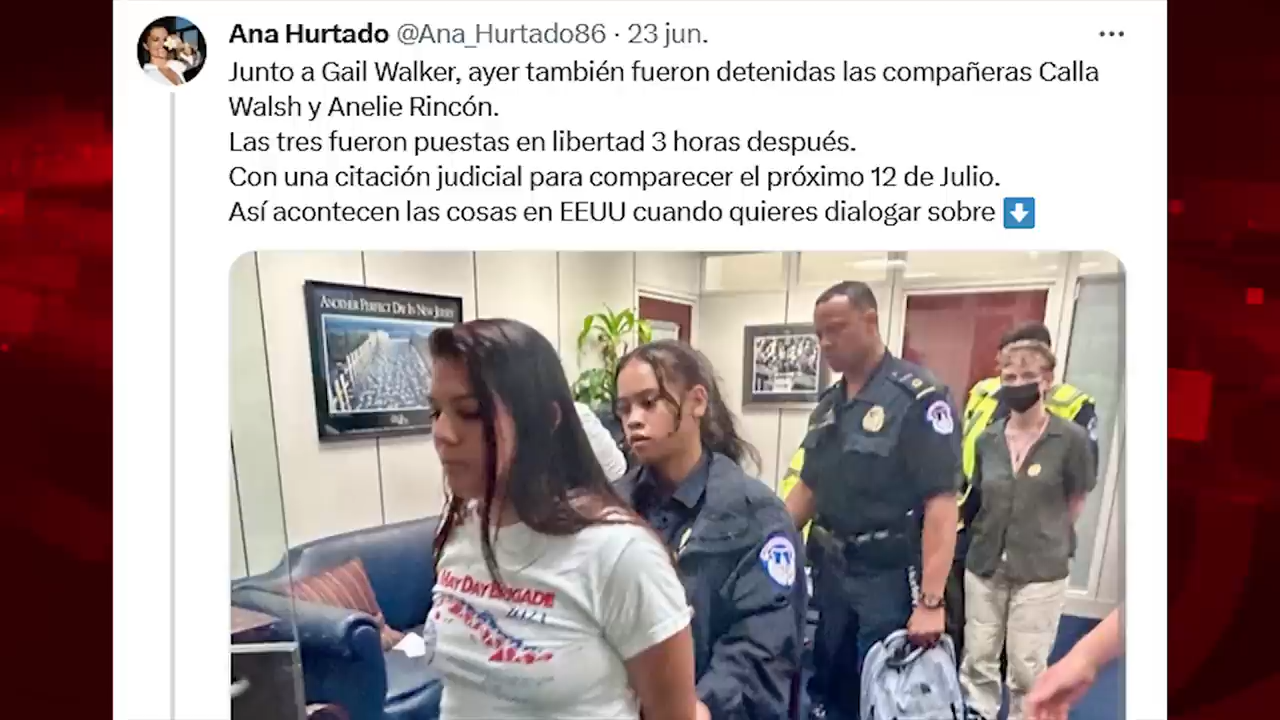 Ana Hurtado @Ana_Hurtado86 · 23 jun.
Junto a Gail Walker, ayer también fueron detenidas las compañeras Calla
Walsh y Anelie Rincón.
Las tres fueron puestas en libertad 3 horas después.
Con una citación judicial para comparecer el próximo 12 de Julio.
Así acontecen las cosas en EEUU cuando quieres dialogar sobre ⬇
ANOTHER PERFECT DAY IN NEW JERSEY
MAY DAY BRIGADE